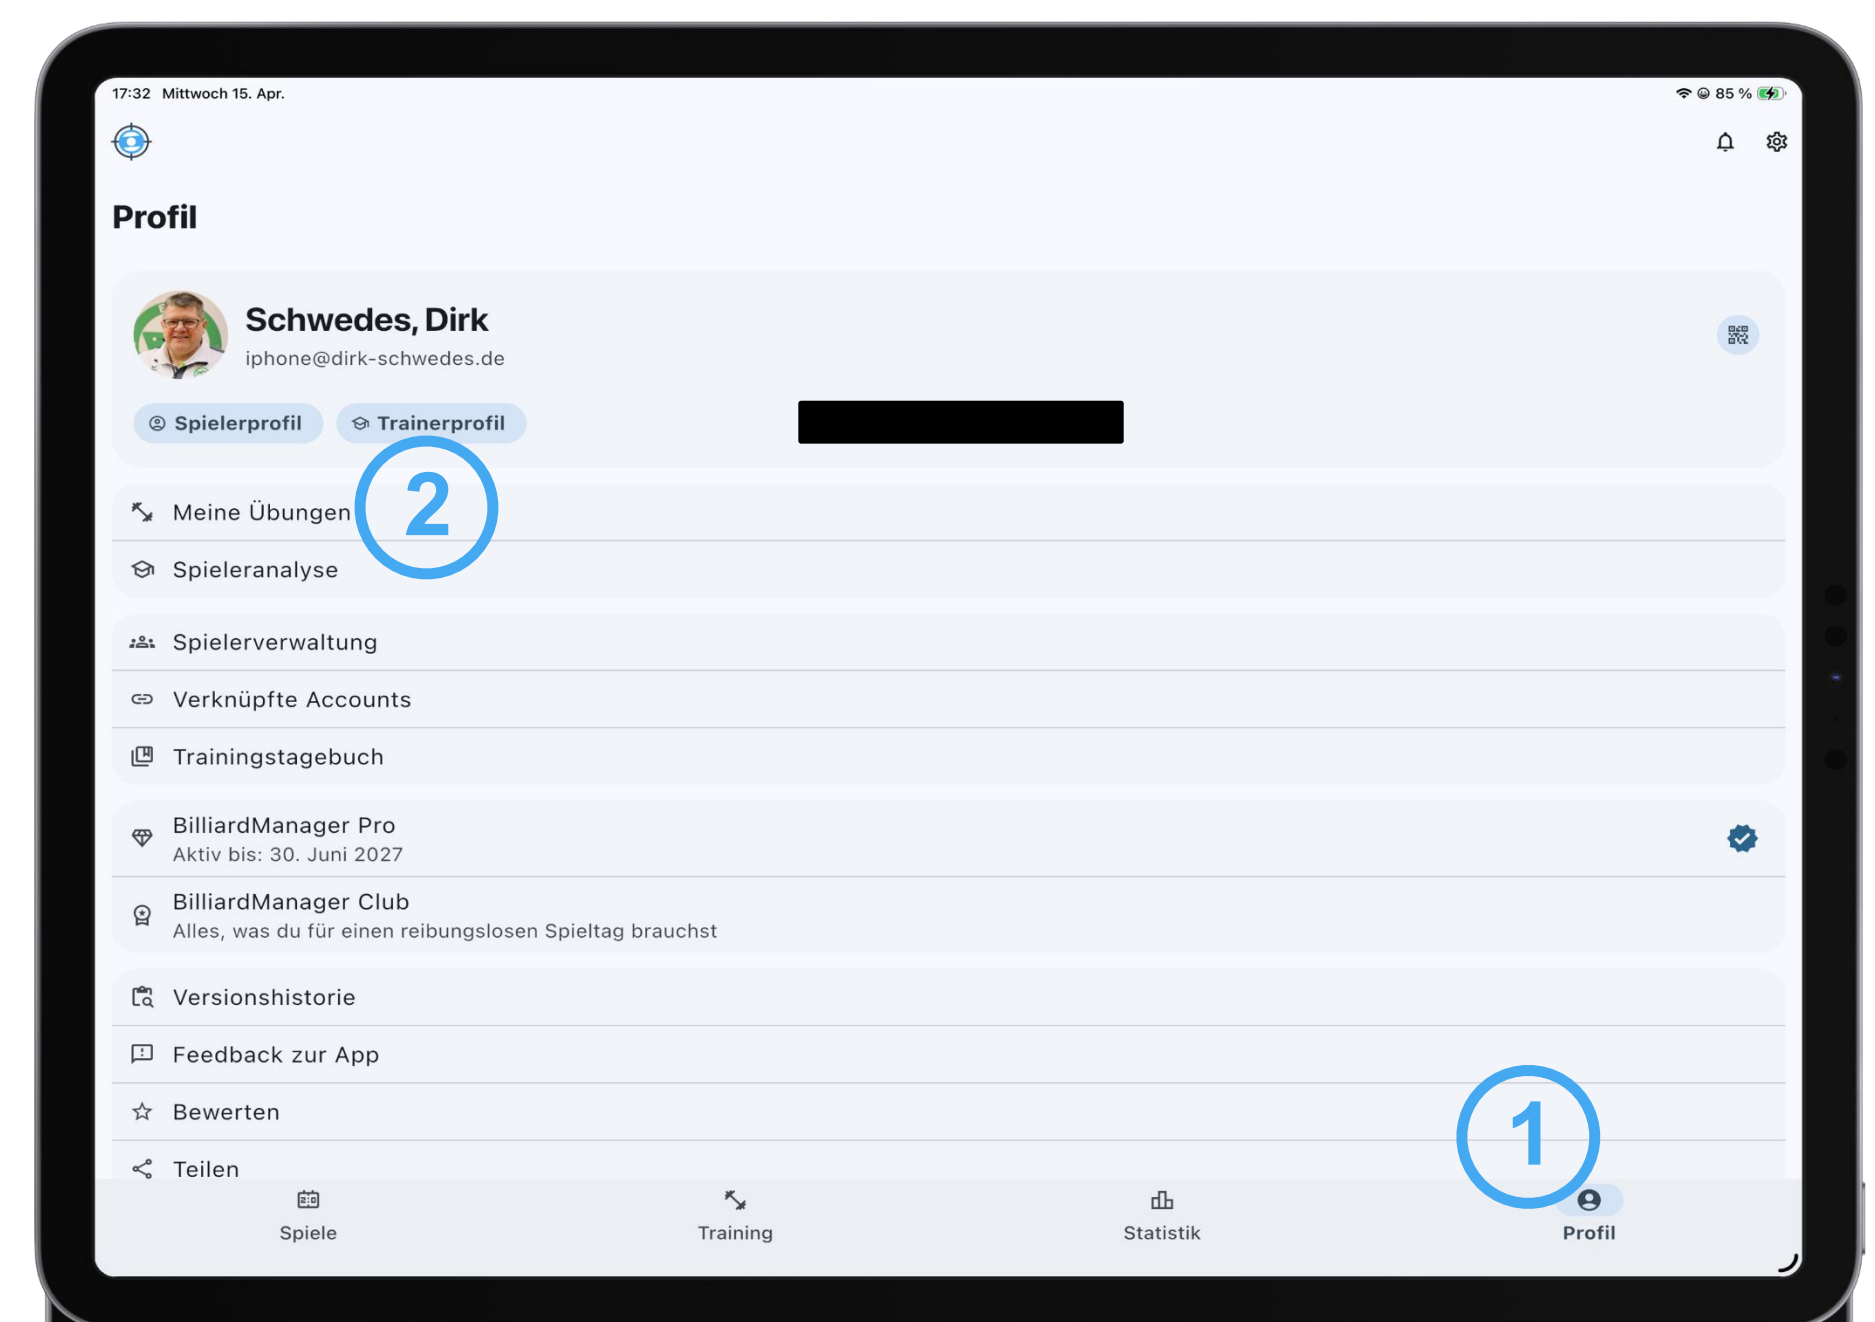 17:32 Mittwoch 15. Apr.
85 %
Profil
Schwedes, Dirk
iphone@dirk-schwedes.de
Spielerprofil
Trainerprofil
2
Meine Übungen
Spieleranalyse
Spielerverwaltung
Verknüpfte Accounts
Trainingstagebuch
BilliardManager Pro
Aktiv bis: 30. Juni 2027
BilliardManager Club
Alles, was du für einen reibungslosen Spieltag brauchst
Versionshistorie
Feedback zur App
Bewerten
1
Teilen
Spiele
Training
Statistik
Profil